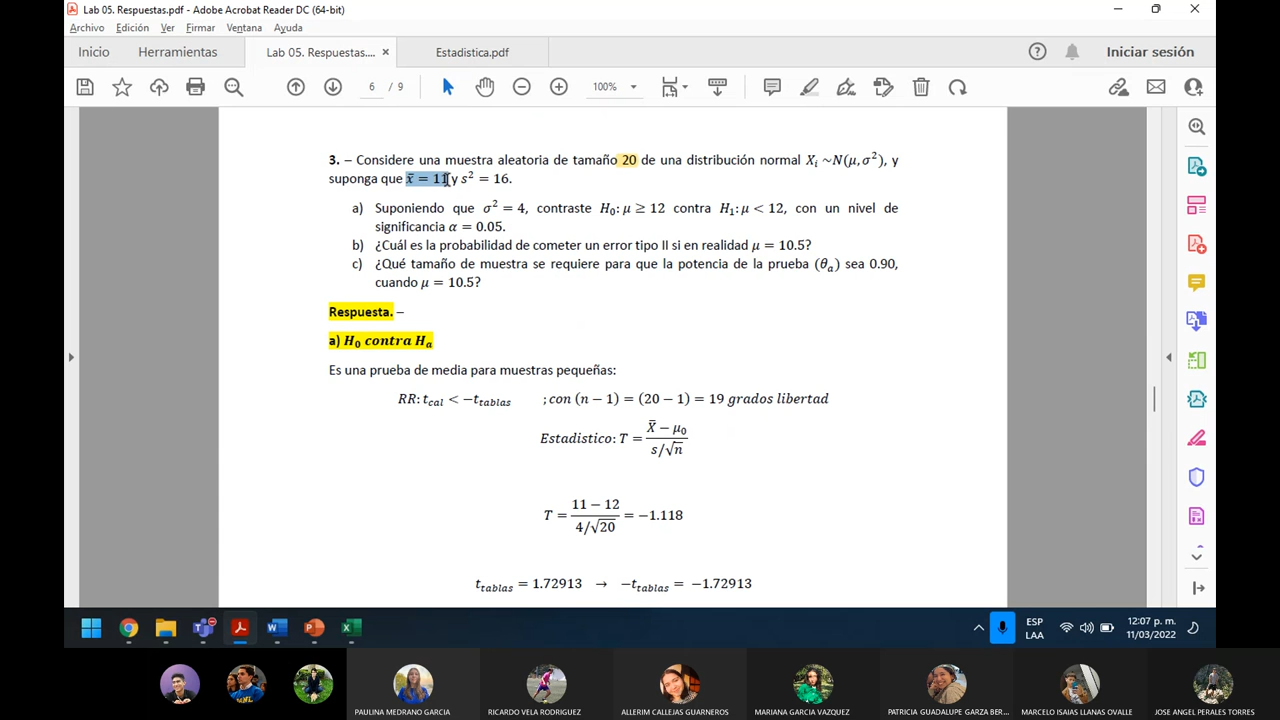 Lab 05. Respuestas.pdf - Adobe Acrobat Reader DC (64-bit)
Archivo Edición Ver Firmar Ventana Ayuda
Inicio Herramientas Lab 05. Respuestas.... × Estadistica.pdf Iniciar sesión
6 / 9 100%
3. – Considere una muestra aleatoria de tamaño 20 de una distribución normal Xᵢ ~N(μ, σ²), y
suponga que x̄ = 11 y s² = 16.
a) Suponiendo que σ² = 4, contraste H₀: μ ≥ 12 contra H₁: μ < 12, con un nivel de
significancia α = 0.05.
b) ¿Cuál es la probabilidad de cometer un error tipo II si en realidad μ = 10.5?
c) ¿Qué tamaño de muestra se requiere para que la potencia de la prueba (θₐ) sea 0.90,
cuando μ = 10.5?
Respuesta. –
a) H₀ contra Hₐ
Es una prueba de media para muestras pequeñas:
RR: t_cal < −t_tablas ; con (n − 1) = (20 − 1) = 19 grados libertad
Estadistico: T = (X̄ − μ₀) / (s/√n)
T = (11 − 12) / (4/√20) = −1.118
t_tablas = 1.72913 → −t_tablas = −1.72913
ESP
LAA
12:07 p. m.
11/03/2022
PAULINA MEDRANO GARCIA RICARDO VELA RODRIGUEZ ALLERIM CALLEJAS GUARNEROS MARIANA GARCIA VAZQUEZ PATRICIA GUADALUPE GARZA BER... MARCELO ISAIAS LLANAS OVALLE JOSE ANGEL PERALES TORRES